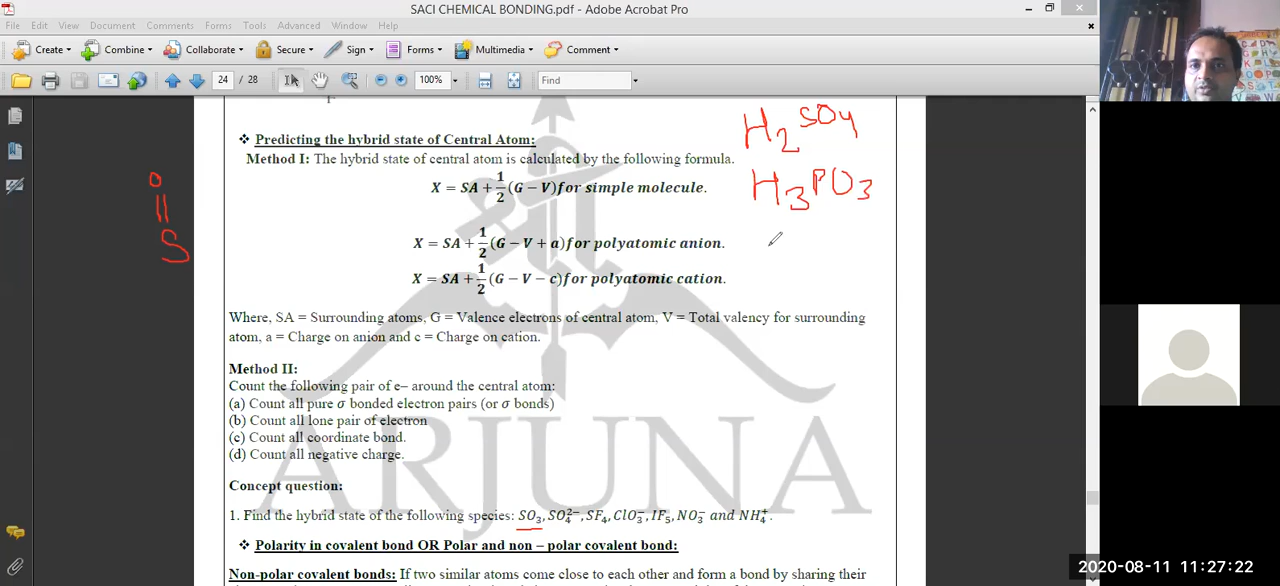 SACI CHEMICAL BONDING.pdf - Adobe Acrobat Pro
File Edit View Document Comments Forms Tools Advanced Window Help
Create Combine Collaborate Secure Sign Forms Multimedia Comment
24 / 28 100% Find
❖ Predicting the hybrid state of Central Atom:
H₂SO₄
Method I: The hybrid state of central atom is calculated by the following formula.
X = SA + 1/2 (G − V) for simple molecule.
H₃PO₃
O
||
S
X = SA + 1/2 (G − V + a) for polyatomic anion.
X = SA + 1/2 (G − V − c) for polyatomic cation.
Where, SA = Surrounding atoms, G = Valence electrons of central atom, V = Total valency for surrounding
atom, a = Charge on anion and c = Charge on cation.
Method II:
Count the following pair of e– around the central atom:
(a) Count all pure σ bonded electron pairs (or σ bonds)
(b) Count all lone pair of electron
(c) Count all coordinate bond.
(d) Count all negative charge.
ARJUNA
Concept question:
1. Find the hybrid state of the following species: SO₃, SO₄²⁻, SF₄, ClO₃⁻, IF₅, NO₃⁻ and NH₄⁺.
❖ Polarity in covalent bond OR Polar and non – polar covalent bond:
Non-polar covalent bonds: If two similar atoms come close to each other and form a bond by sharing their
2020-08-11 11:27:22